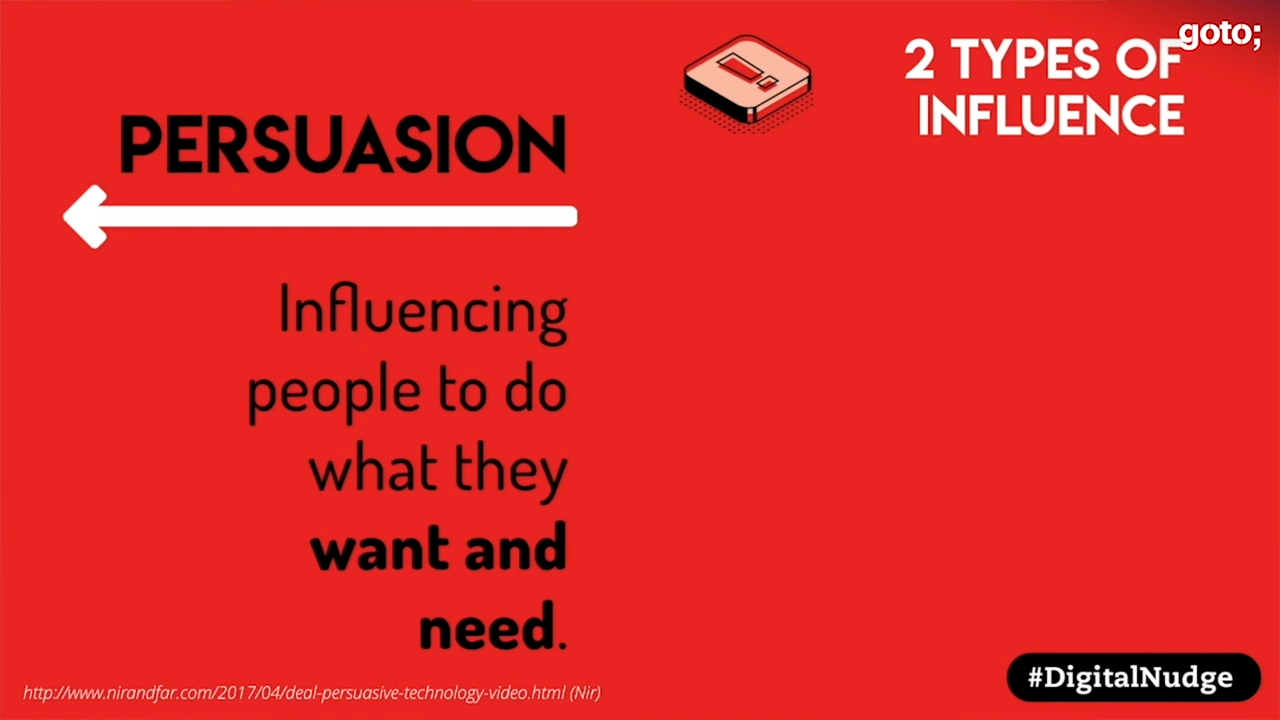 goto;
2 TYPES OF
INFLUENCE
PERSUASION
Influencing
people to do
what they
want and
need.
http://www.nirandfar.com/2017/04/deal-persuasive-technology-video.html (Nir)
#DigitalNudge